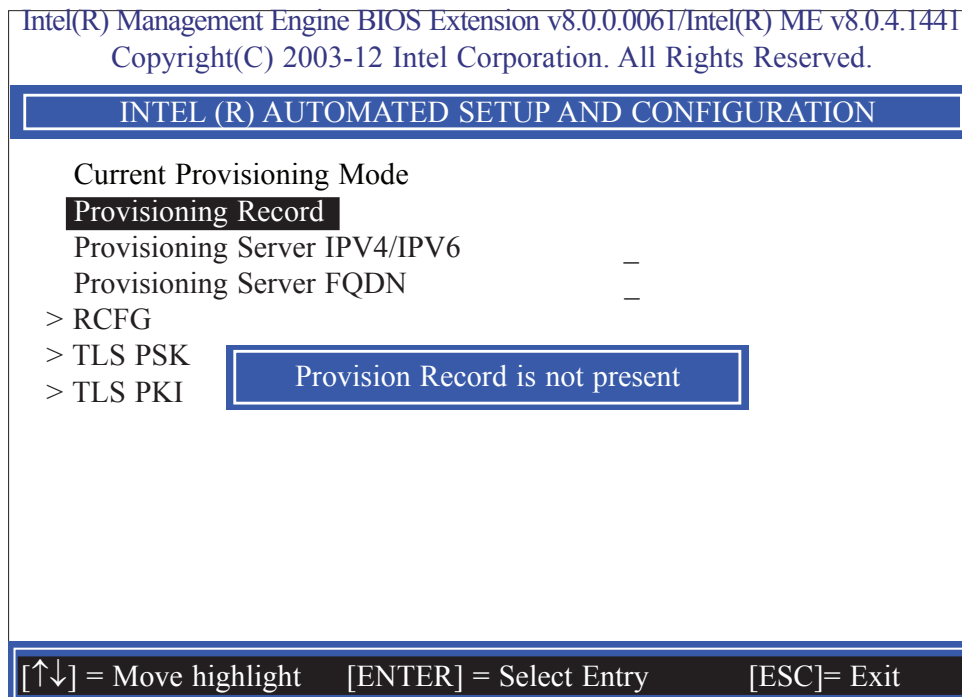 Intel(R) Management Engine BIOS Extension v8.0.0.0061/Intel(R) ME v8.0.4.1441
Copyright(C) 2003-12 Intel Corporation. All Rights Reserved.
INTEL (R) AUTOMATED SETUP AND CONFIGURATION
Current Provisioning Mode
Provisioning Record
Provisioning Server IPV4/IPV6 _
Provisioning Server FQDN _
> RCFG
> TLS PSK
> TLS PKI
Provision Record is not present
[↑↓] = Move highlight [ENTER] = Select Entry [ESC]= Exit